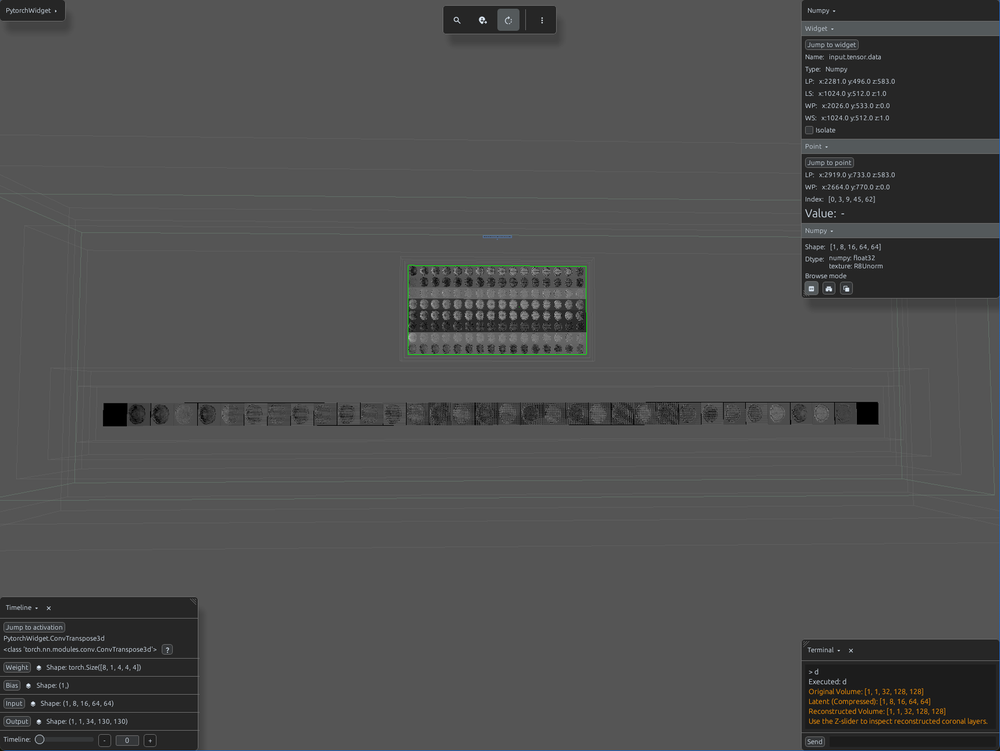 PytorchWidget
Numpy
Widget
Jump to widget
Name: input.tensor.data
Type: Numpy
LP: x:2281.0 y:496.0 z:583.0
LS: x:1024.0 y:512.0 z:1.0
WP: x:2026.0 y:533.0 z:0.0
WS: x:1024.0 y:512.0 z:1.0
Isolate
Point
Jump to point
LP: x:2919.0 y:733.0 z:583.0
WP: x:2664.0 y:770.0 z:0.0
Index: [0, 3, 9, 45, 62]
Value: -
Numpy
Shape: [1, 8, 16, 64, 64]
Dtype: numpy: float32
texture: R8Unorm
Browse mode
Timeline
Jump to activation
PytorchWidget.ConvTranspose3d
<class 'torch.nn.modules.conv.ConvTranspose3d'> ?
Weight Shape: torch.Size([8, 1, 4, 4, 4])
Bias Shape: (1,)
Input Shape: (1, 8, 16, 64, 64)
Output Shape: (1, 1, 34, 130, 130)
Timeline: - 0 +
Terminal
> d
Executed: d
Original Volume: [1, 1, 32, 128, 128]
Latent (Compressed): [1, 8, 16, 64, 64]
Reconstructed Volume: [1, 1, 32, 128, 128]
Use the Z-slider to inspect reconstructed coronal layers.
Send